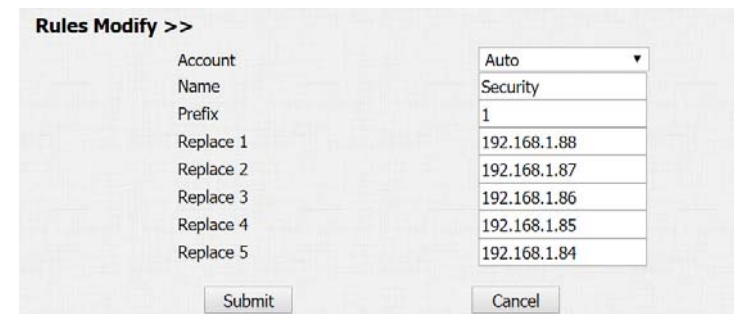 Rules Modify >>
Account Auto
Name Security
Prefix 1
Replace 1 192.168.1.88
Replace 2 192.168.1.87
Replace 3 192.168.1.86
Replace 4 192.168.1.85
Replace 5 192.168.1.84
Submit Cancel